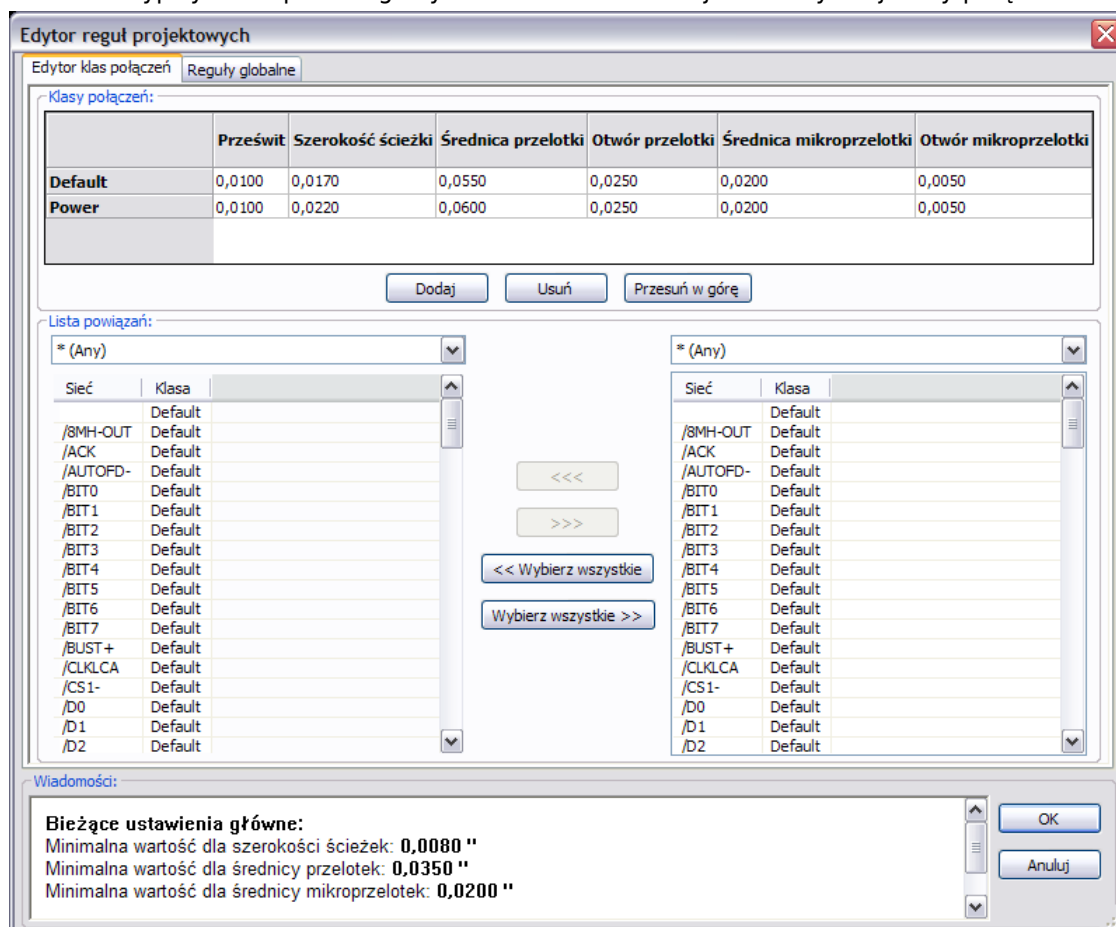 Edytor reguł projektowych
Edytor klas połączeń Reguły globalne
Klasy połączeń:
Prześwit Szerokość ścieżki Średnica przelotki Otwór przelotki Średnica mikroprzelotki Otwór mikroprzelotki
Default 0,0100 0,0170 0,0550 0,0250 0,0200 0,0050
Power 0,0100 0,0220 0,0600 0,0250 0,0200 0,0050
Dodaj Usuń Przesuń w górę
Lista powiązań:
* (Any) * (Any)
Sieć Klasa Sieć Klasa
Default Default
/8MH-OUT Default /8MH-OUT Default
/ACK Default /ACK Default
/AUTOFD- Default /AUTOFD- Default
/BIT0 Default <<< /BIT0 Default
/BIT1 Default /BIT1 Default
/BIT2 Default >>> /BIT2 Default
/BIT3 Default /BIT3 Default
/BIT4 Default << Wybierz wszystkie /BIT4 Default
/BIT5 Default /BIT5 Default
/BIT6 Default Wybierz wszystkie >> /BIT6 Default
/BIT7 Default /BIT7 Default
/BUST+ Default /BUST+ Default
/CLKLCA Default /CLKLCA Default
/CS1- Default /CS1- Default
/D0 Default /D0 Default
/D1 Default /D1 Default
/D2 Default /D2 Default
Wiadomości:
Bieżące ustawienia główne: OK
Minimalna wartość dla szerokości ścieżek: 0,0080 ''
Minimalna wartość dla średnicy przelotek: 0,0350 '' Anuluj
Minimalna wartość dla średnicy mikroprzelotek: 0,0200 ''